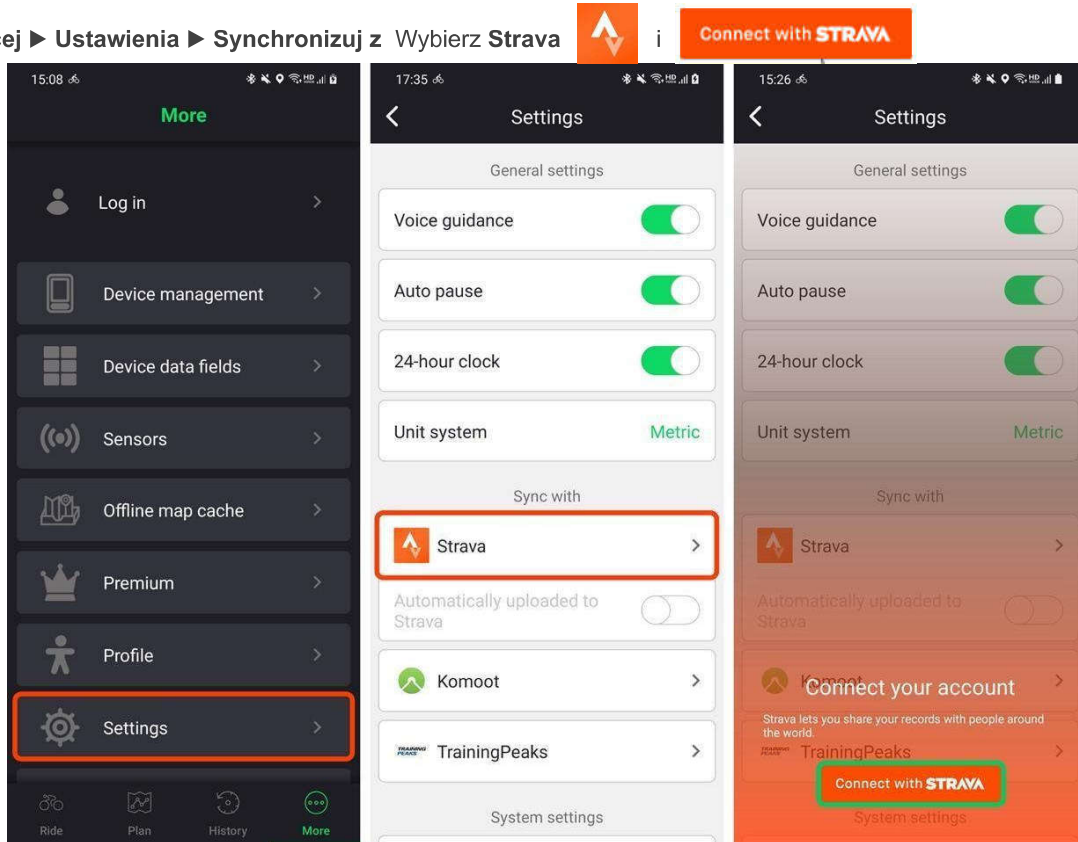 cej ▶ Ustawienia ▶ Synchronizuj z Wybierz Strava i Connect with STRAVA
15:08
More
Log in
Device management
Device data fields
Sensors
Offline map cache
Premium
Profile
Settings
Ride Plan History More
17:35
Settings
General settings
Voice guidance
Auto pause
24-hour clock
Unit system Metric
Sync with
Strava
Automatically uploaded to
Strava
Komoot
TRAINING
PEAKS
TrainingPeaks
System settings
15:26
Settings
General settings
Voice guidance
Auto pause
24-hour clock
Unit system Metric
Sync with
Strava
Automatically uploaded to
Strava
Komoot
Connect your account
Strava lets you share your records with people around
the world.
TrainingPeaks
Connect with STRAVA
System settings